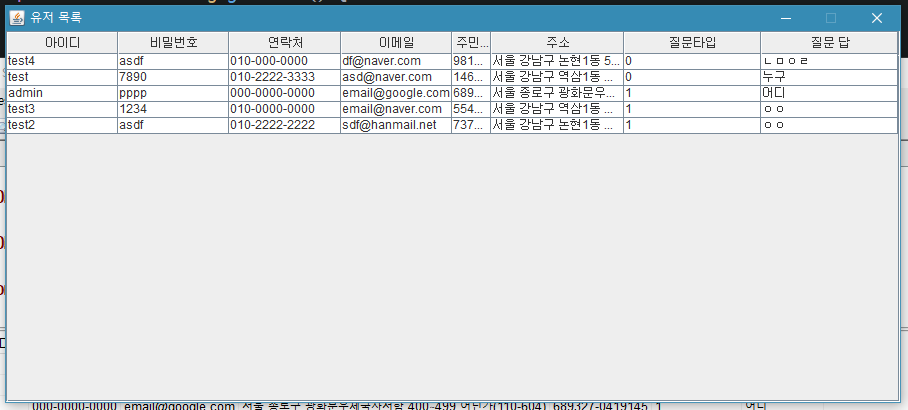 유저 목록
아이디 비밀번호 연락처 이메일 주민... 주소 질문타입 질문 답
test4 asdf 010-000-0000 df@naver.com 981... 서울 강남구 논현1동 5... 0 ㄴㅁㅇㄹ
test 7890 010-2222-3333 asd@naver.com 146... 서울 강남구 역삼1동 ... 0 누구
admin pppp 000-0000-0000 email@google.com 689... 서울 종로구 광화문우... 1 어디
test3 1234 010-0000-0000 email@naver.com 554... 서울 강남구 역삼1동 ... 1 ㅇㅇ
test2 asdf 010-2222-2222 sdf@hanmail.net 737... 서울 강남구 논현1동 ... 1 ㅇㅇ
000-0000-0000 email@google.com 서울 종로구 광화문우체국사서함 400~499 어딘가(110-604) 689327-0419145 1 어디